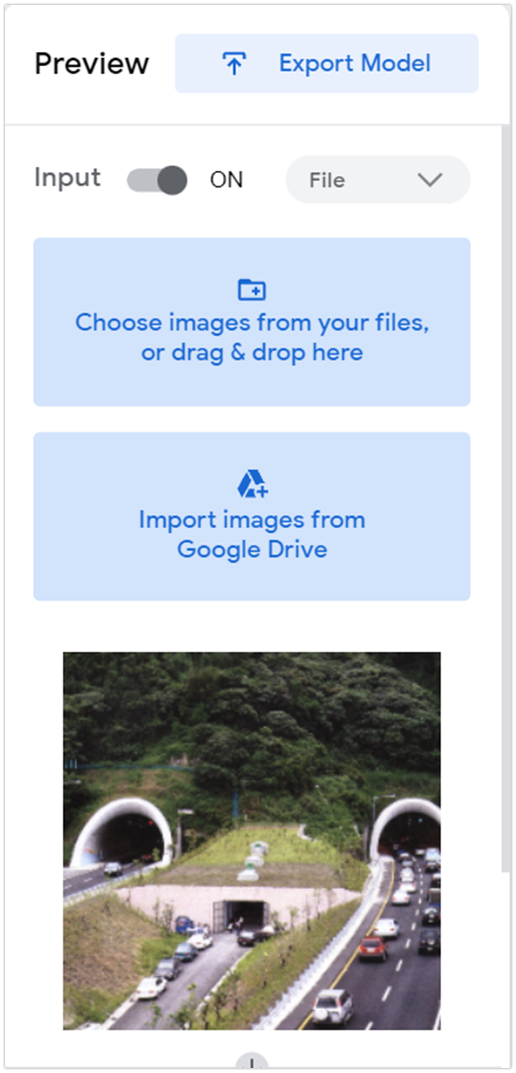 Preview
Export Model
Input
ON
File
Choose images from your files,
or drag & drop here
Import images from
Google Drive